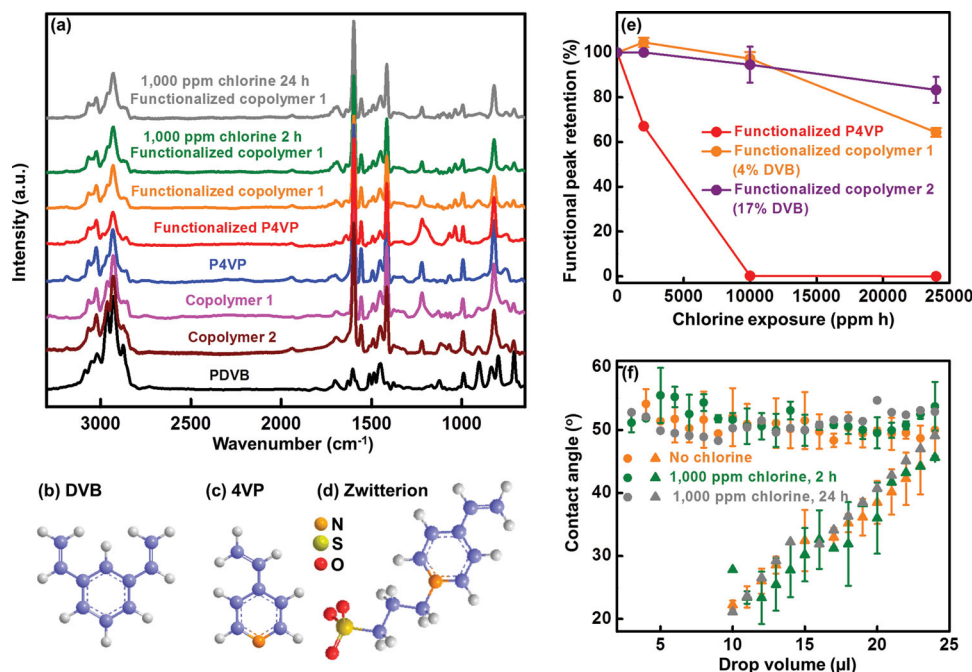 (a)
1,000 ppm chlorine 24 h
Functionalized copolymer 1
1,000 ppm chlorine 2 h
Functionalized copolymer 1
Functionalized copolymer 1
Functionalized P4VP
P4VP
Copolymer 1
Copolymer 2
PDVB
Intensity (a.u.)
3000 2500 2000 1500 1000
Wavenumber (cm⁻¹)
(b) DVB
(c) 4VP
(d) Zwitterion
N
S
O
(e)
Functional peak retention (%)
100
80
60
40
20
0
Functionalized P4VP
Functionalized copolymer 1
(4% DVB)
Functionalized copolymer 2
(17% DVB)
0 5000 10000 15000 20000 25000
Chlorine exposure (ppm h)
(f)
Contact angle (º)
60
50
40
30
20
No chlorine
1,000 ppm chlorine, 2 h
1,000 ppm chlorine, 24 h
5 10 15 20 25
Drop volume (µl)